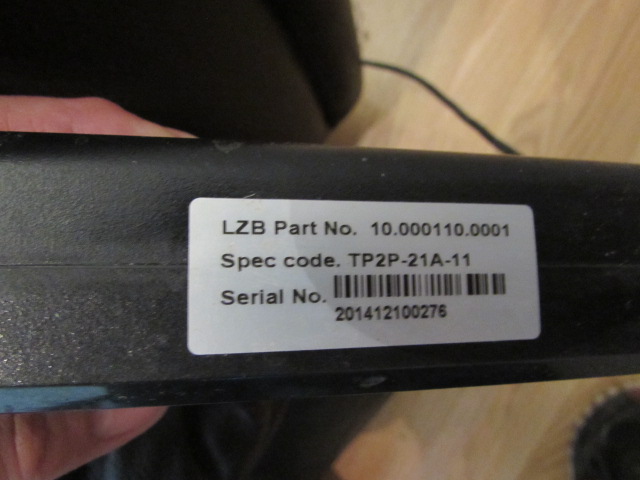 LZB Part No. 10.000110.0001
Spec code. TP2P-21A-11
Serial No.
201412100276